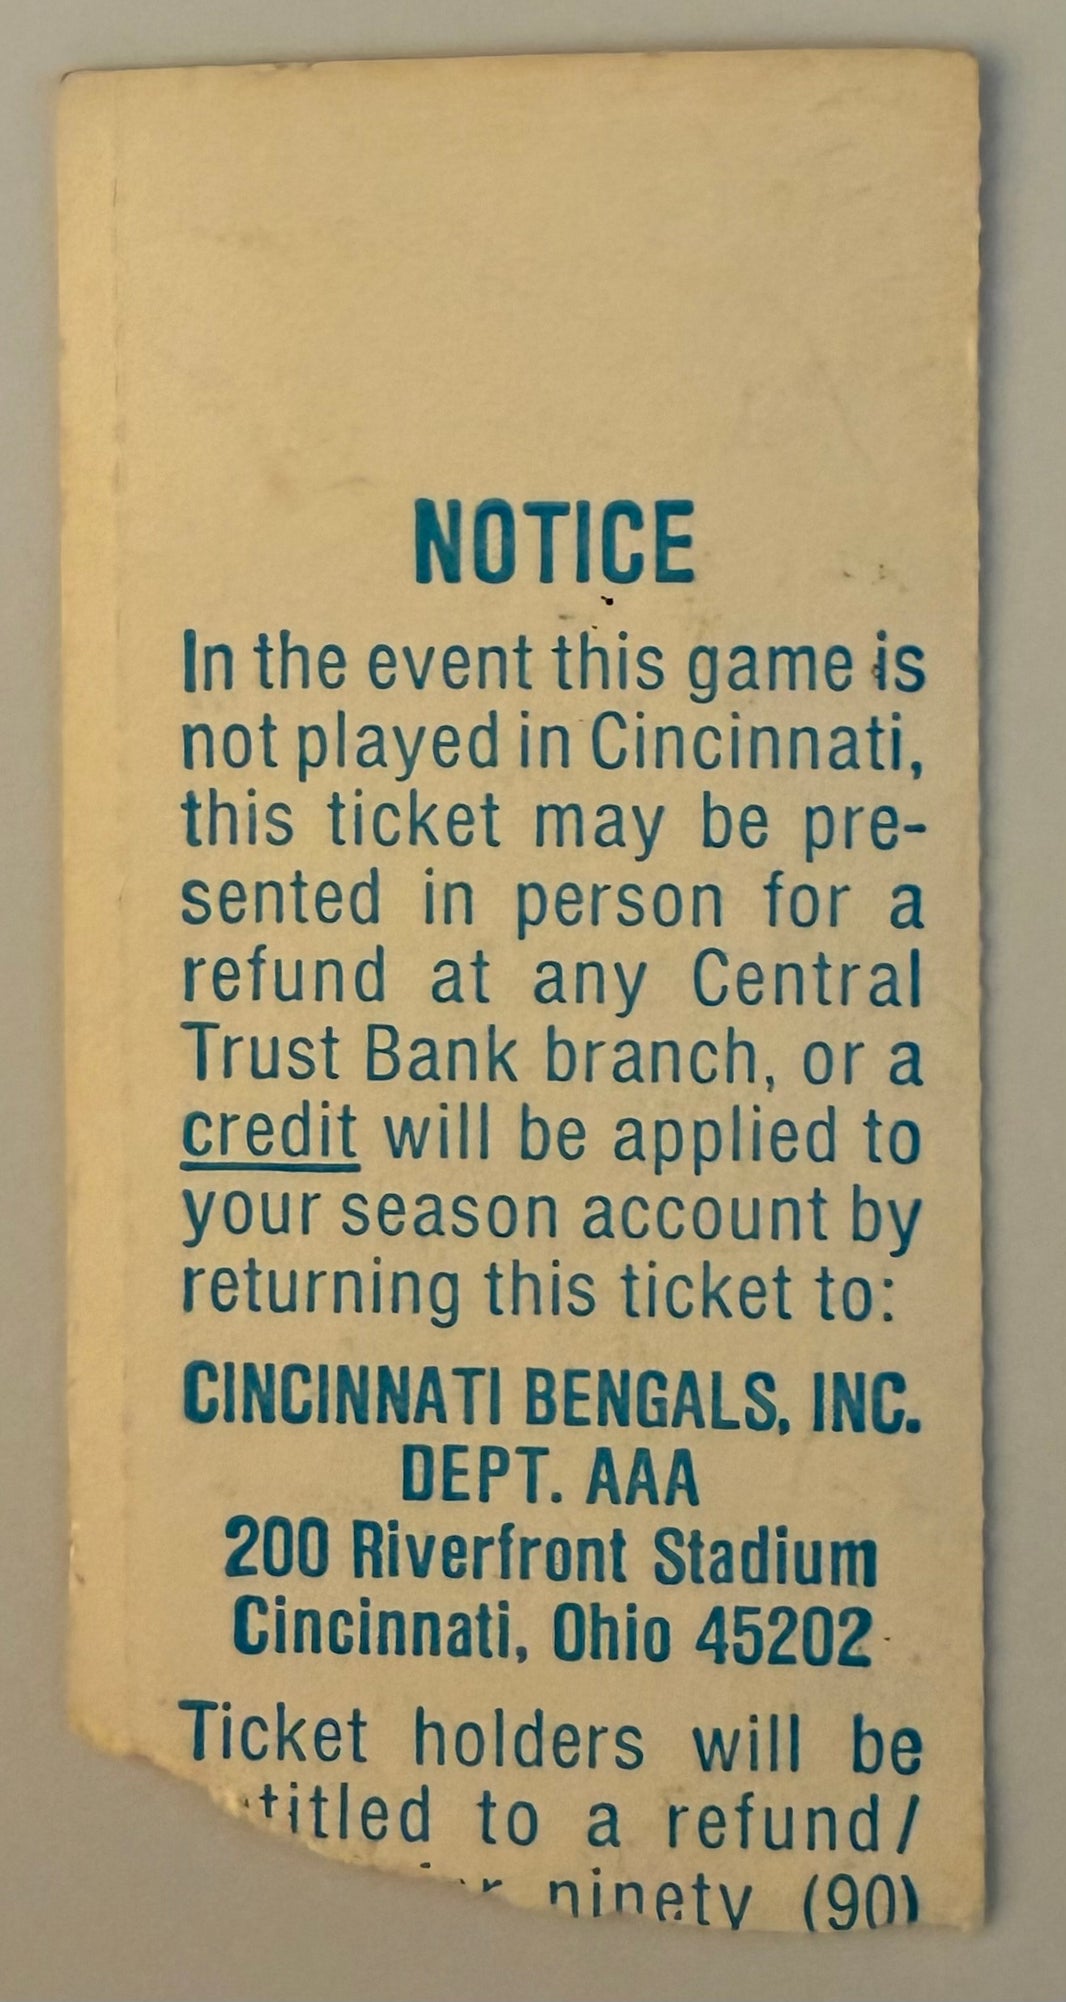 NOTICE
In the event this game is
not played in Cincinnati,
this ticket may be pre-
sented in person for a
refund at any Central
Trust Bank branch, or a
credit will be applied to
your season account by
returning this ticket to:
CINCINNATI BENGALS, INC.
DEPT. AAA
200 Riverfront Stadium
Cincinnati, Ohio 45202
Ticket holders will be
titled to a refund/
ninety (90)